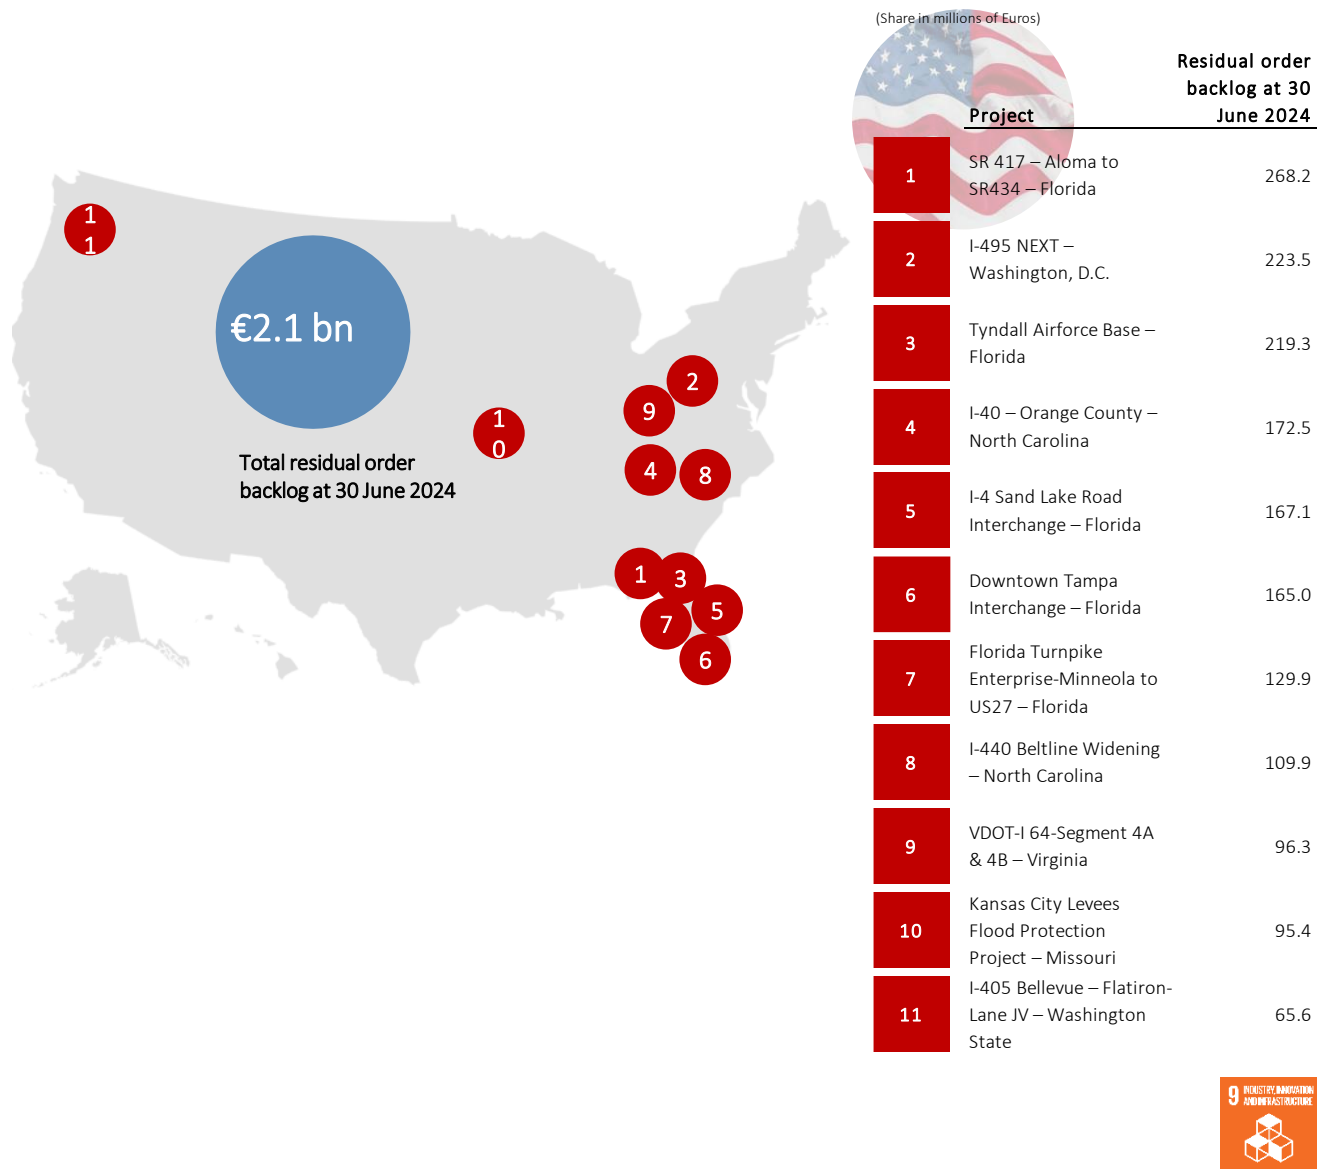 (Share in millions of Euros)
Residual order
backlog at 30
Project June 2024
1 SR 417 – Aloma to
SR434 – Florida 268.2
2 I-495 NEXT –
Washington, D.C. 223.5
3 Tyndall Airforce Base –
Florida 219.3
4 I-40 – Orange County –
North Carolina 172.5
5 I-4 Sand Lake Road
Interchange – Florida 167.1
6 Downtown Tampa
Interchange – Florida 165.0
7 Florida Turnpike
Enterprise-Minneola to
US27 – Florida 129.9
8 I-440 Beltline Widening
– North Carolina 109.9
9 VDOT-I 64-Segment 4A
& 4B – Virginia 96.3
10 Kansas City Levees
Flood Protection
Project – Missouri 95.4
11 I-405 Bellevue – Flatiron-
Lane JV – Washington
State 65.6
1
1
€2.1 bn
Total residual order
backlog at 30 June 2024
2
9
1
0
4
8
1
3
5
7
6
9 INDUSTRY, INNOVATION
AND INFRASTRUCTURE